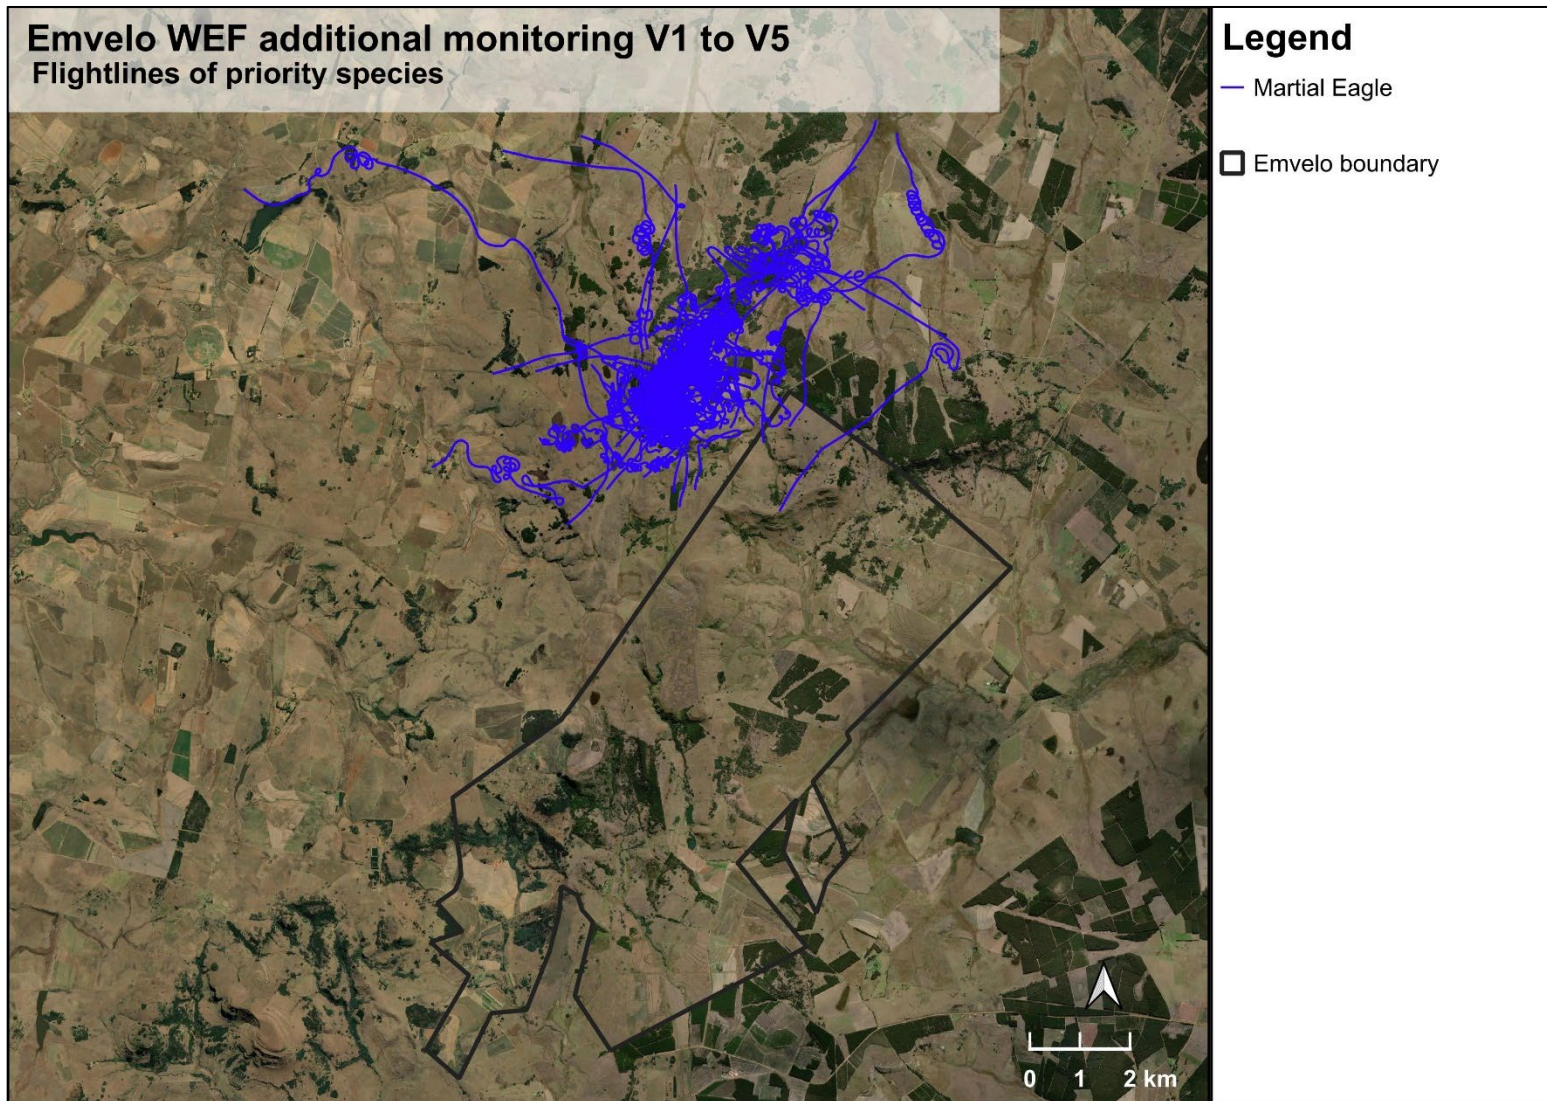 Emvelo WEF additional monitoring V1 to V5
Flightlines of priority species
Legend
Martial Eagle
Emvelo boundary
0 1 2 km